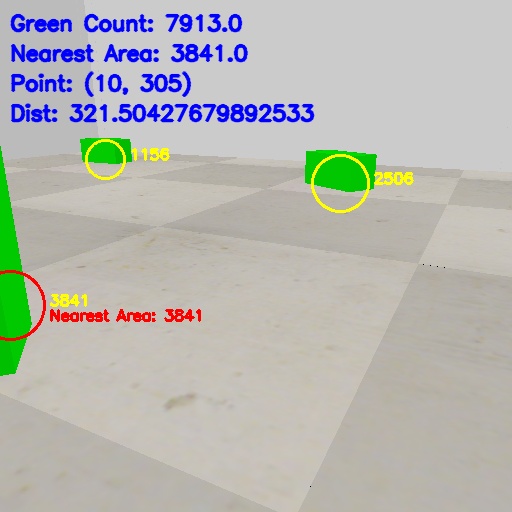 Green Count: 7913.0
Nearest Area: 3841.0
Point: (10, 305)
Dist: 321.50427679892533
1156
2506
3841
Nearest Area: 3841